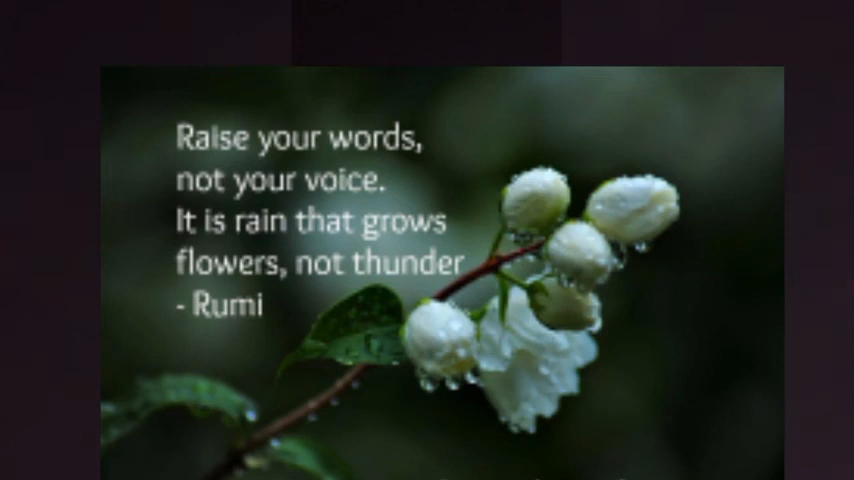 Raise your words,
not your voice.
It is rain that grows
flowers, not thunder
- Rumi